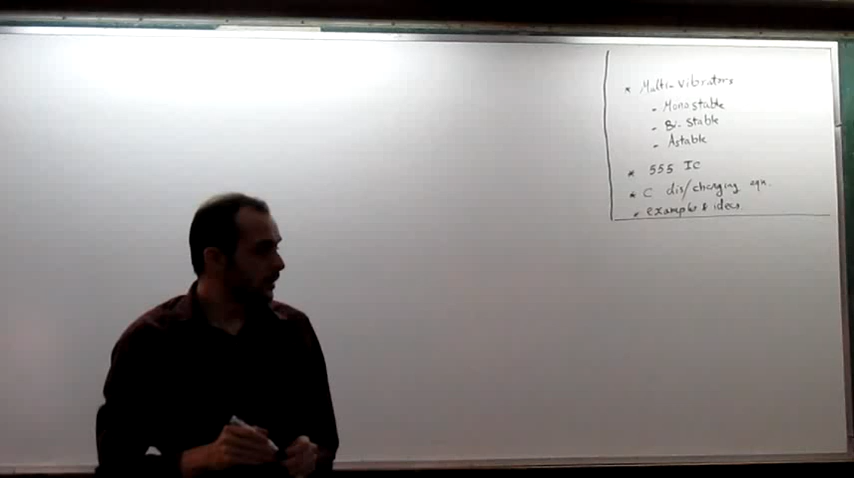 * Multi-vibrators
- Monostable
- Bi-stable
- Astable
* 555 IC
* C dis/charging eqn.
* examples & ideas.